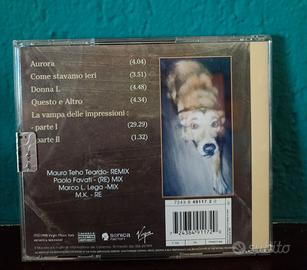 Aurora (4.04)
Come stavamo ieri (3.51)
Donna L (4.48)
Questo e Altro (4.34)
La vampa delle impressioni :
- parte I (29.29)
- parte II (1.32)
Mauro Teho Teardo- REMIX
Paolo Favati - (RE) MIX
Marco L. Lega -MIX
M.K. - RE
sonica
Virgin
subito